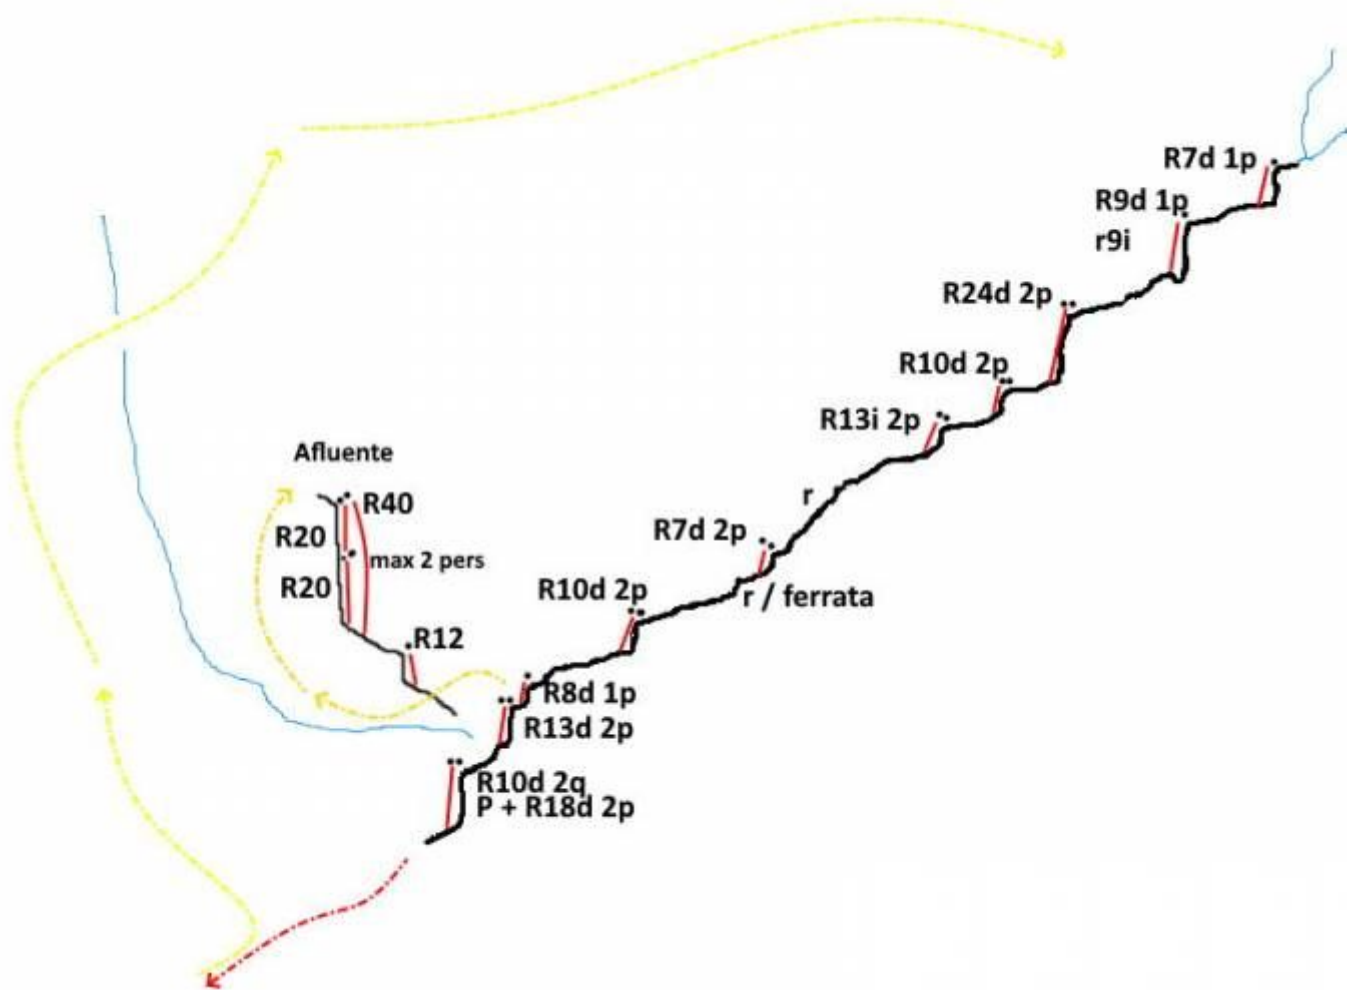 R7d 1p
R9d 1p
r9i
R24d 2p
R10d 2p
R13i 2p
r
R7d 2p
r / ferrata
R10d 2p
Afluente
R40
R20
max 2 pers
R20
R12
R8d 1p
R13d 2p
R10d 2q
P + R18d 2p